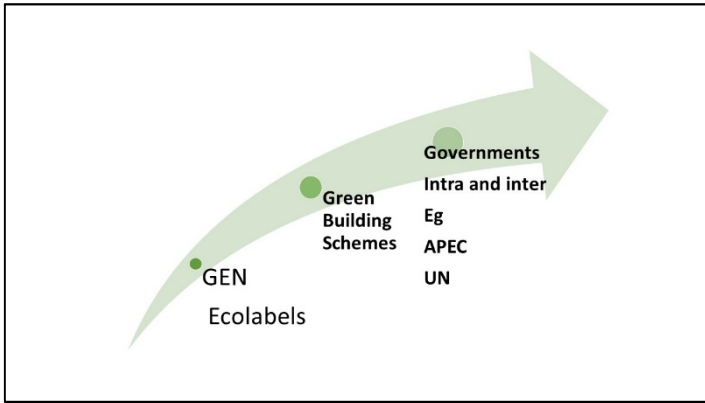 GEN
Ecolabels
Green
Building
Schemes
Governments
Intra and inter
Eg
APEC
UN